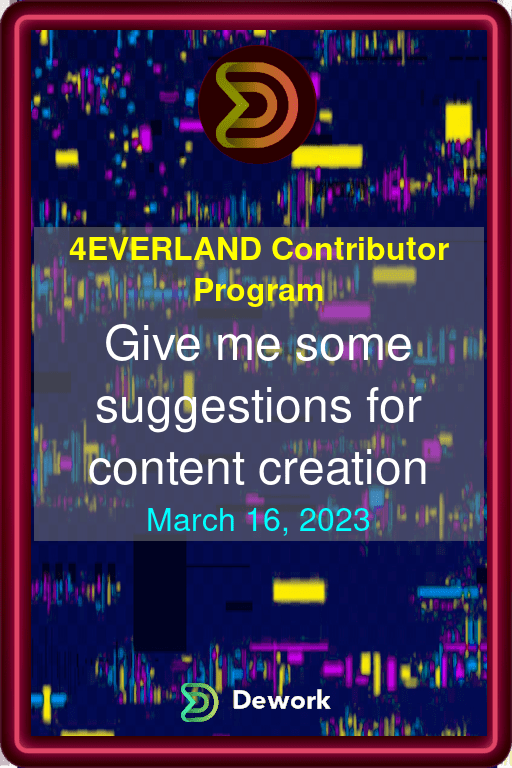 4EVERLAND Contributor
Program
Give me some
suggestions for
content creation
March 16, 2023
Dework